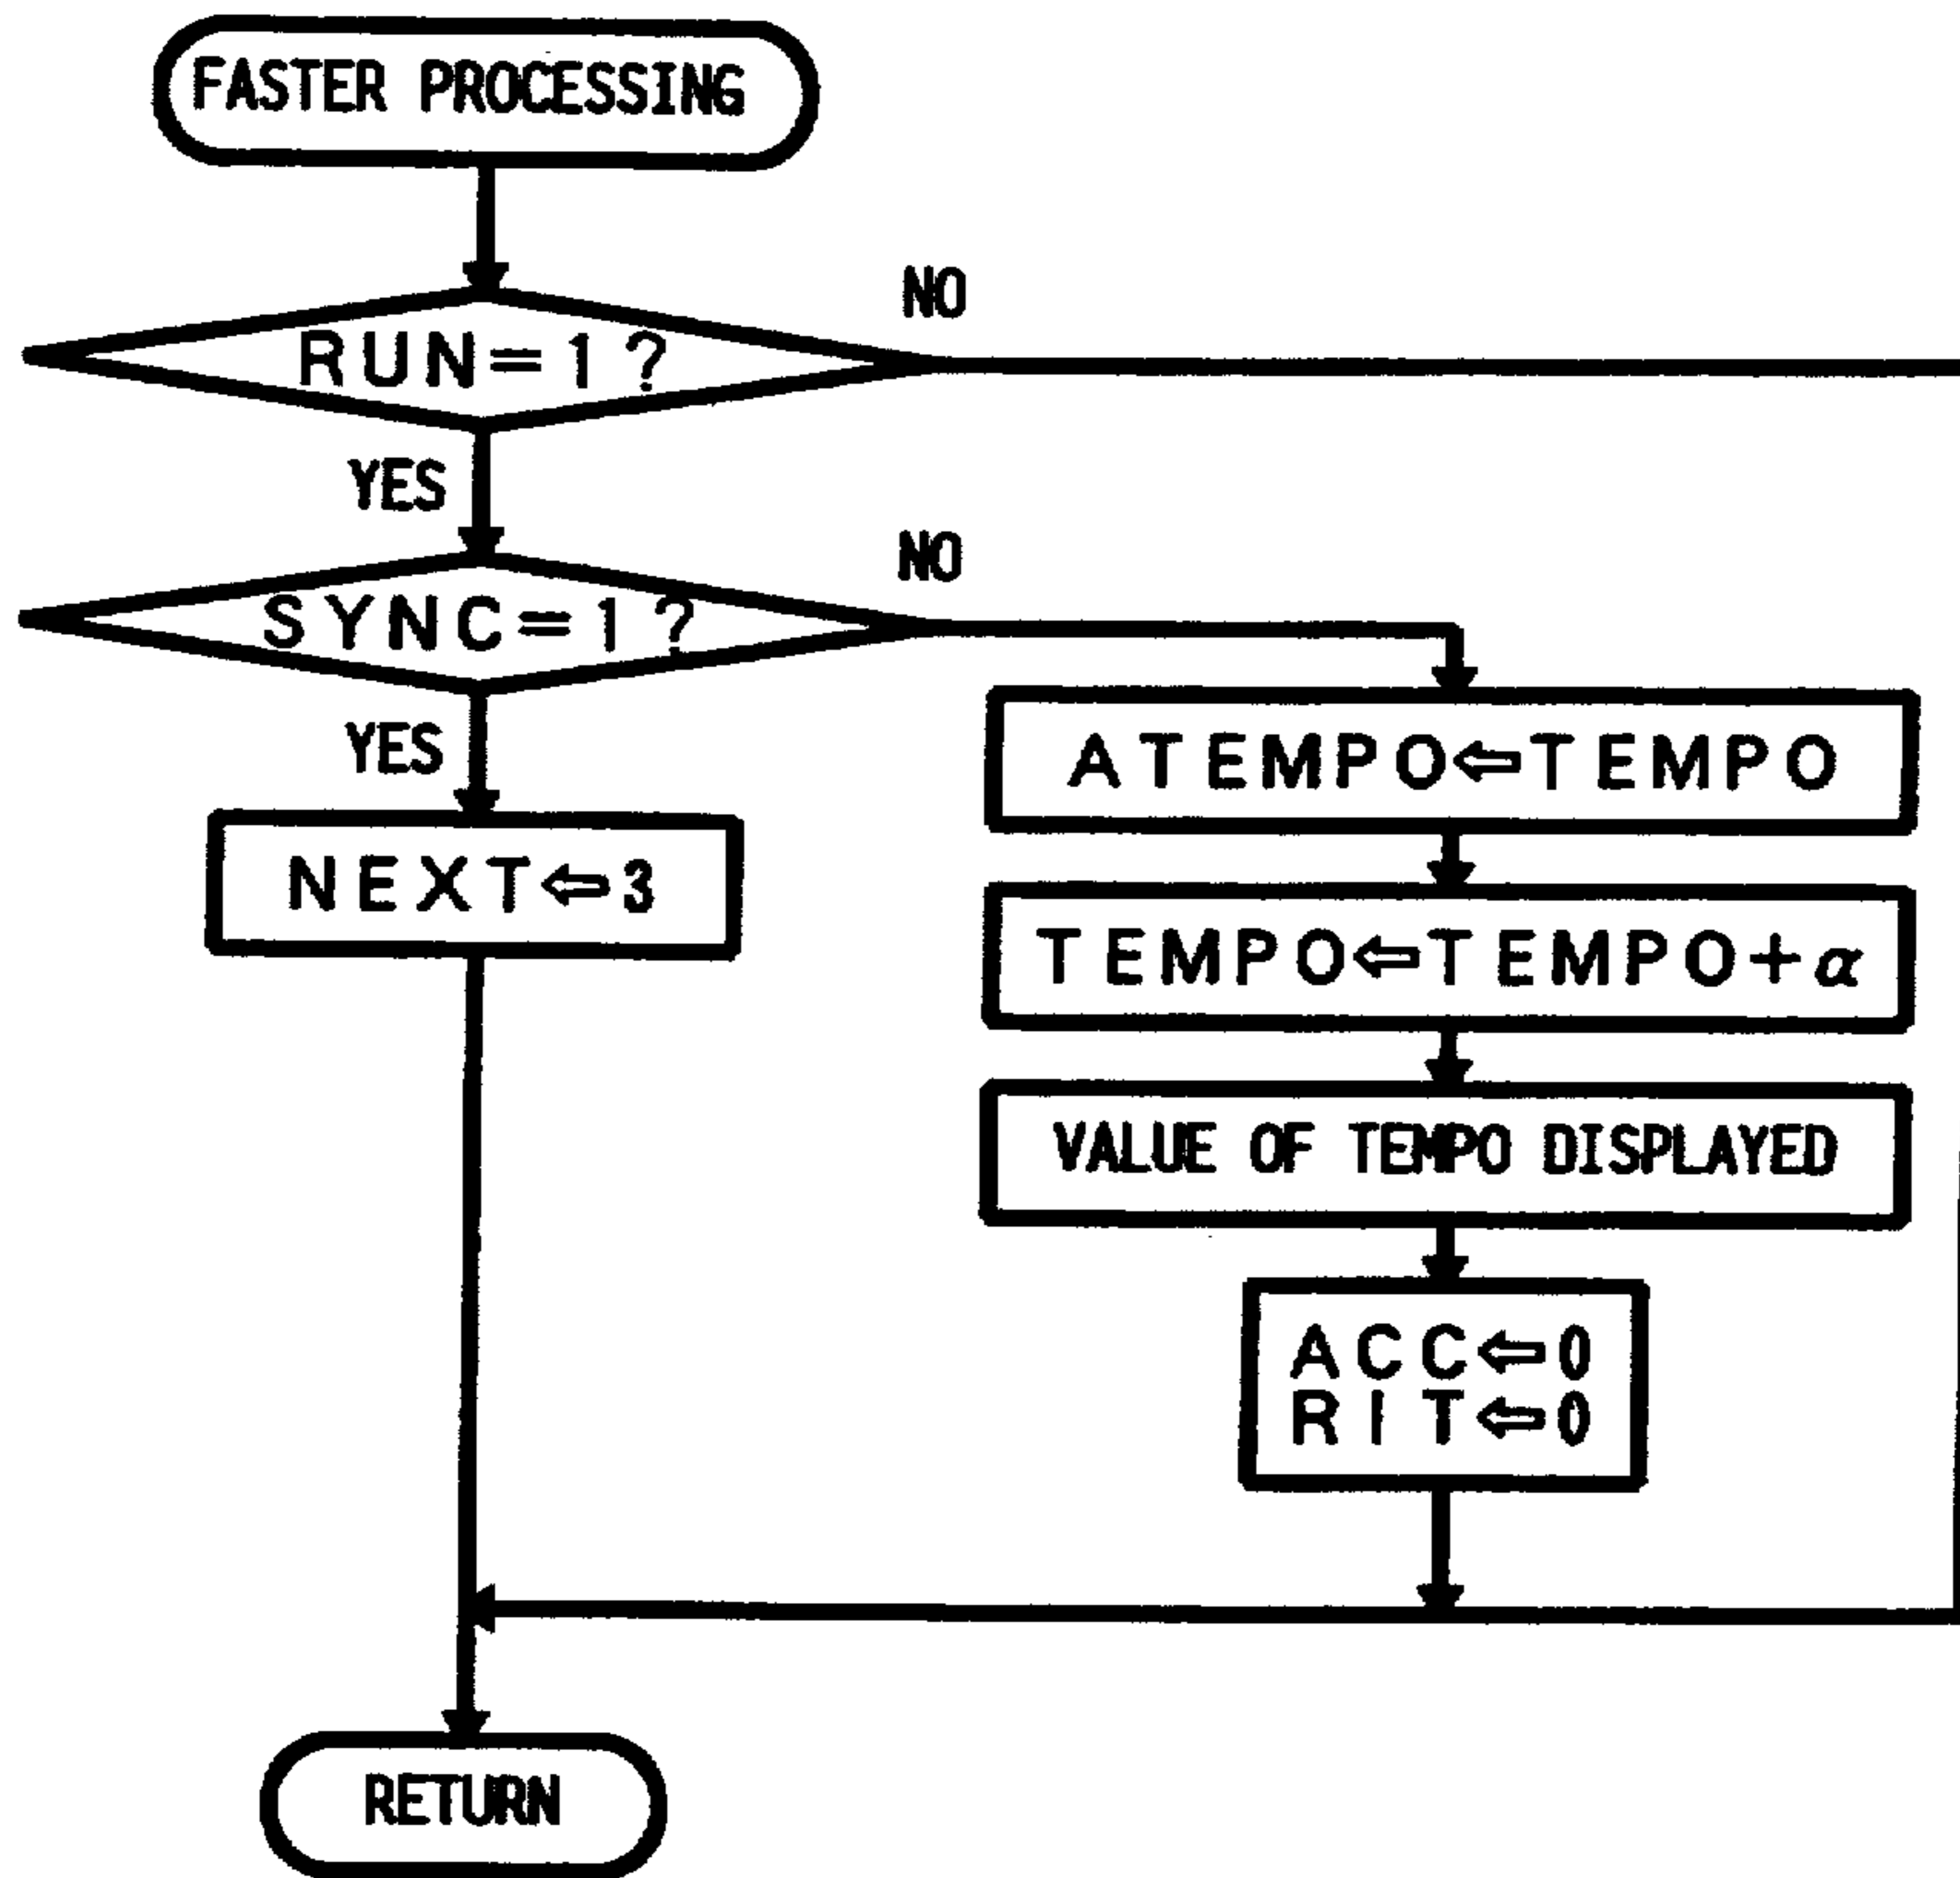 FASTER PROCESSING
NO
RUN=1?
YES
NO
SYNC=1?
YES
NEXT⇐3
ATEMPO⇐TEMPO
TEMPO⇐TEMPO+α
VALUE OF TEMPO DISPLAYED
ACC⇐0
RIT⇐0
RETURN